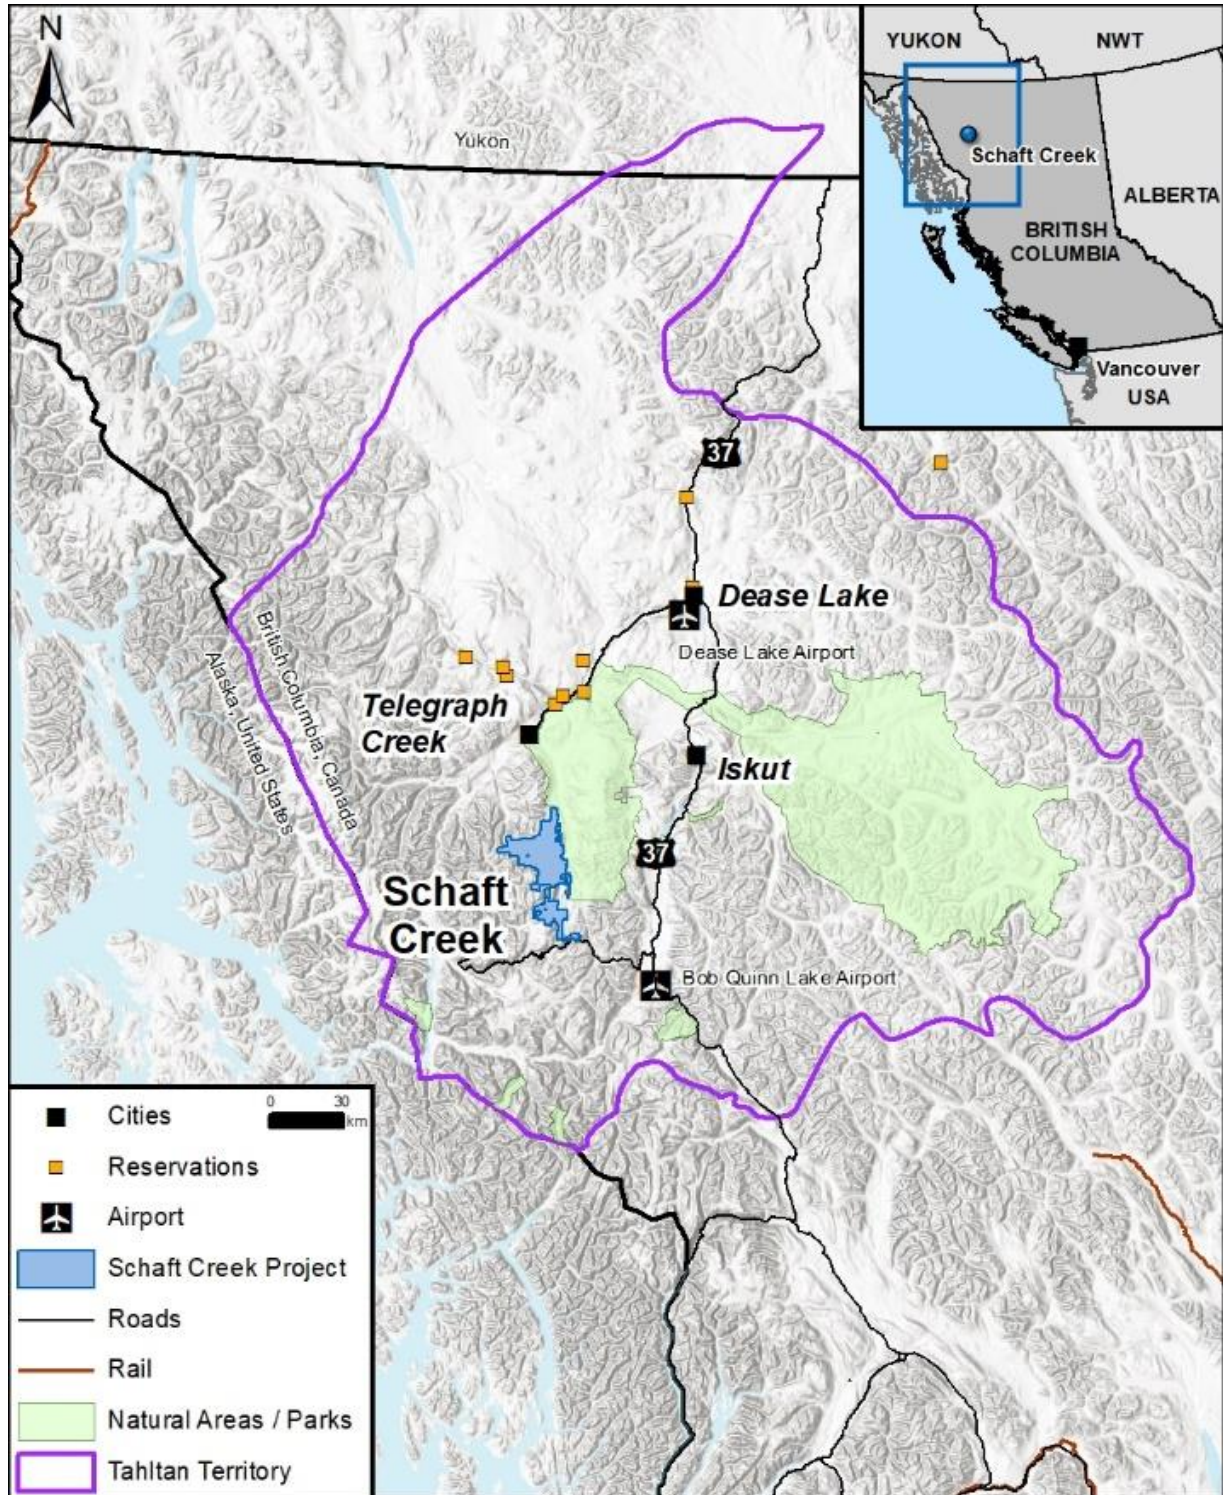 N
Yukon
YUKON
NWT
Schaft Creek
ALBERTA
BRITISH
COLUMBIA
Vancouver
USA
37
Dease Lake
Dease Lake Airport
British Columbia, Canada
Alaska, United States
Telegraph
Creek
Iskut
37
Schaft
Creek
Bob Quinn Lake Airport
0 30
km
Cities
Reservations
Airport
Schaft Creek Project
Roads
Rail
Natural Areas / Parks
Tahltan Territory